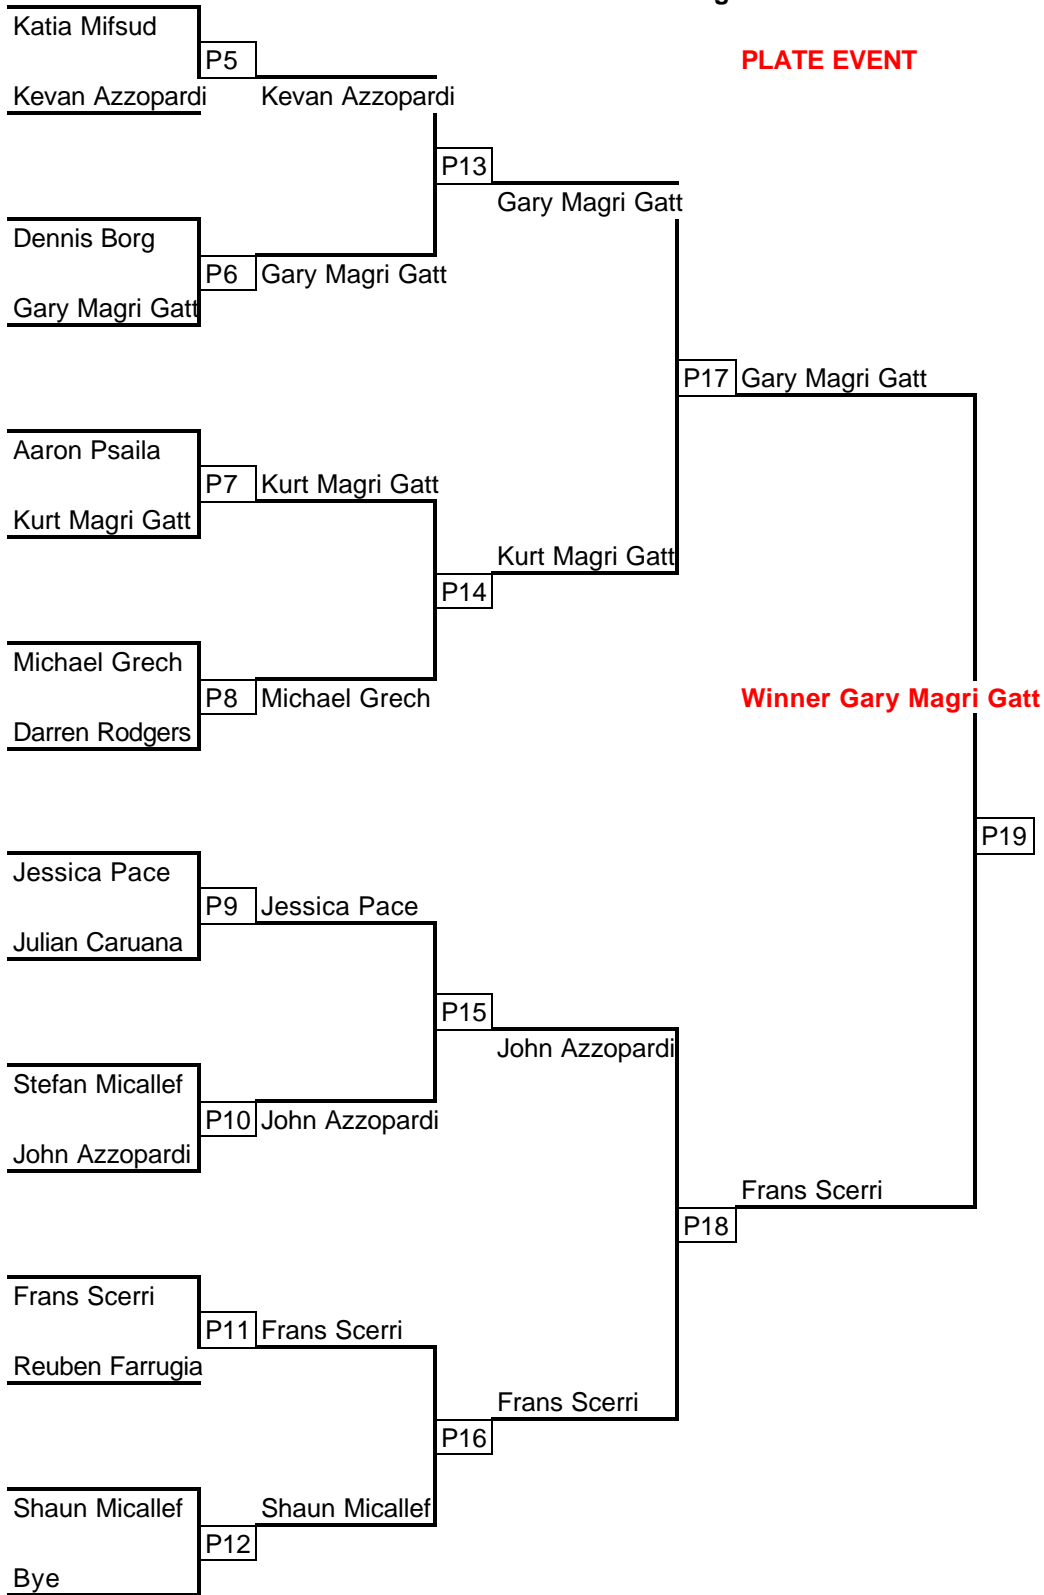 Katia Mifsud
P5
PLATE EVENT
Kevan Azzopardi
Kevan Azzopardi
P13
Gary Magri Gatt
Dennis Borg
P6
Gary Magri Gatt
Gary Magri Gatt
P17
Gary Magri Gatt
Aaron Psaila
P7
Kurt Magri Gatt
Kurt Magri Gatt
Kurt Magri Gatt
P14
Michael Grech
P8
Michael Grech
Winner Gary Magri Gatt
Darren Rodgers
P19
Jessica Pace
P9
Jessica Pace
Julian Caruana
P15
John Azzopardi
Stefan Micallef
P10
John Azzopardi
John Azzopardi
Frans Scerri
P18
Frans Scerri
P11
Frans Scerri
Reuben Farrugia
Frans Scerri
P16
Shaun Micallef
Shaun Micallef
P12
Bye